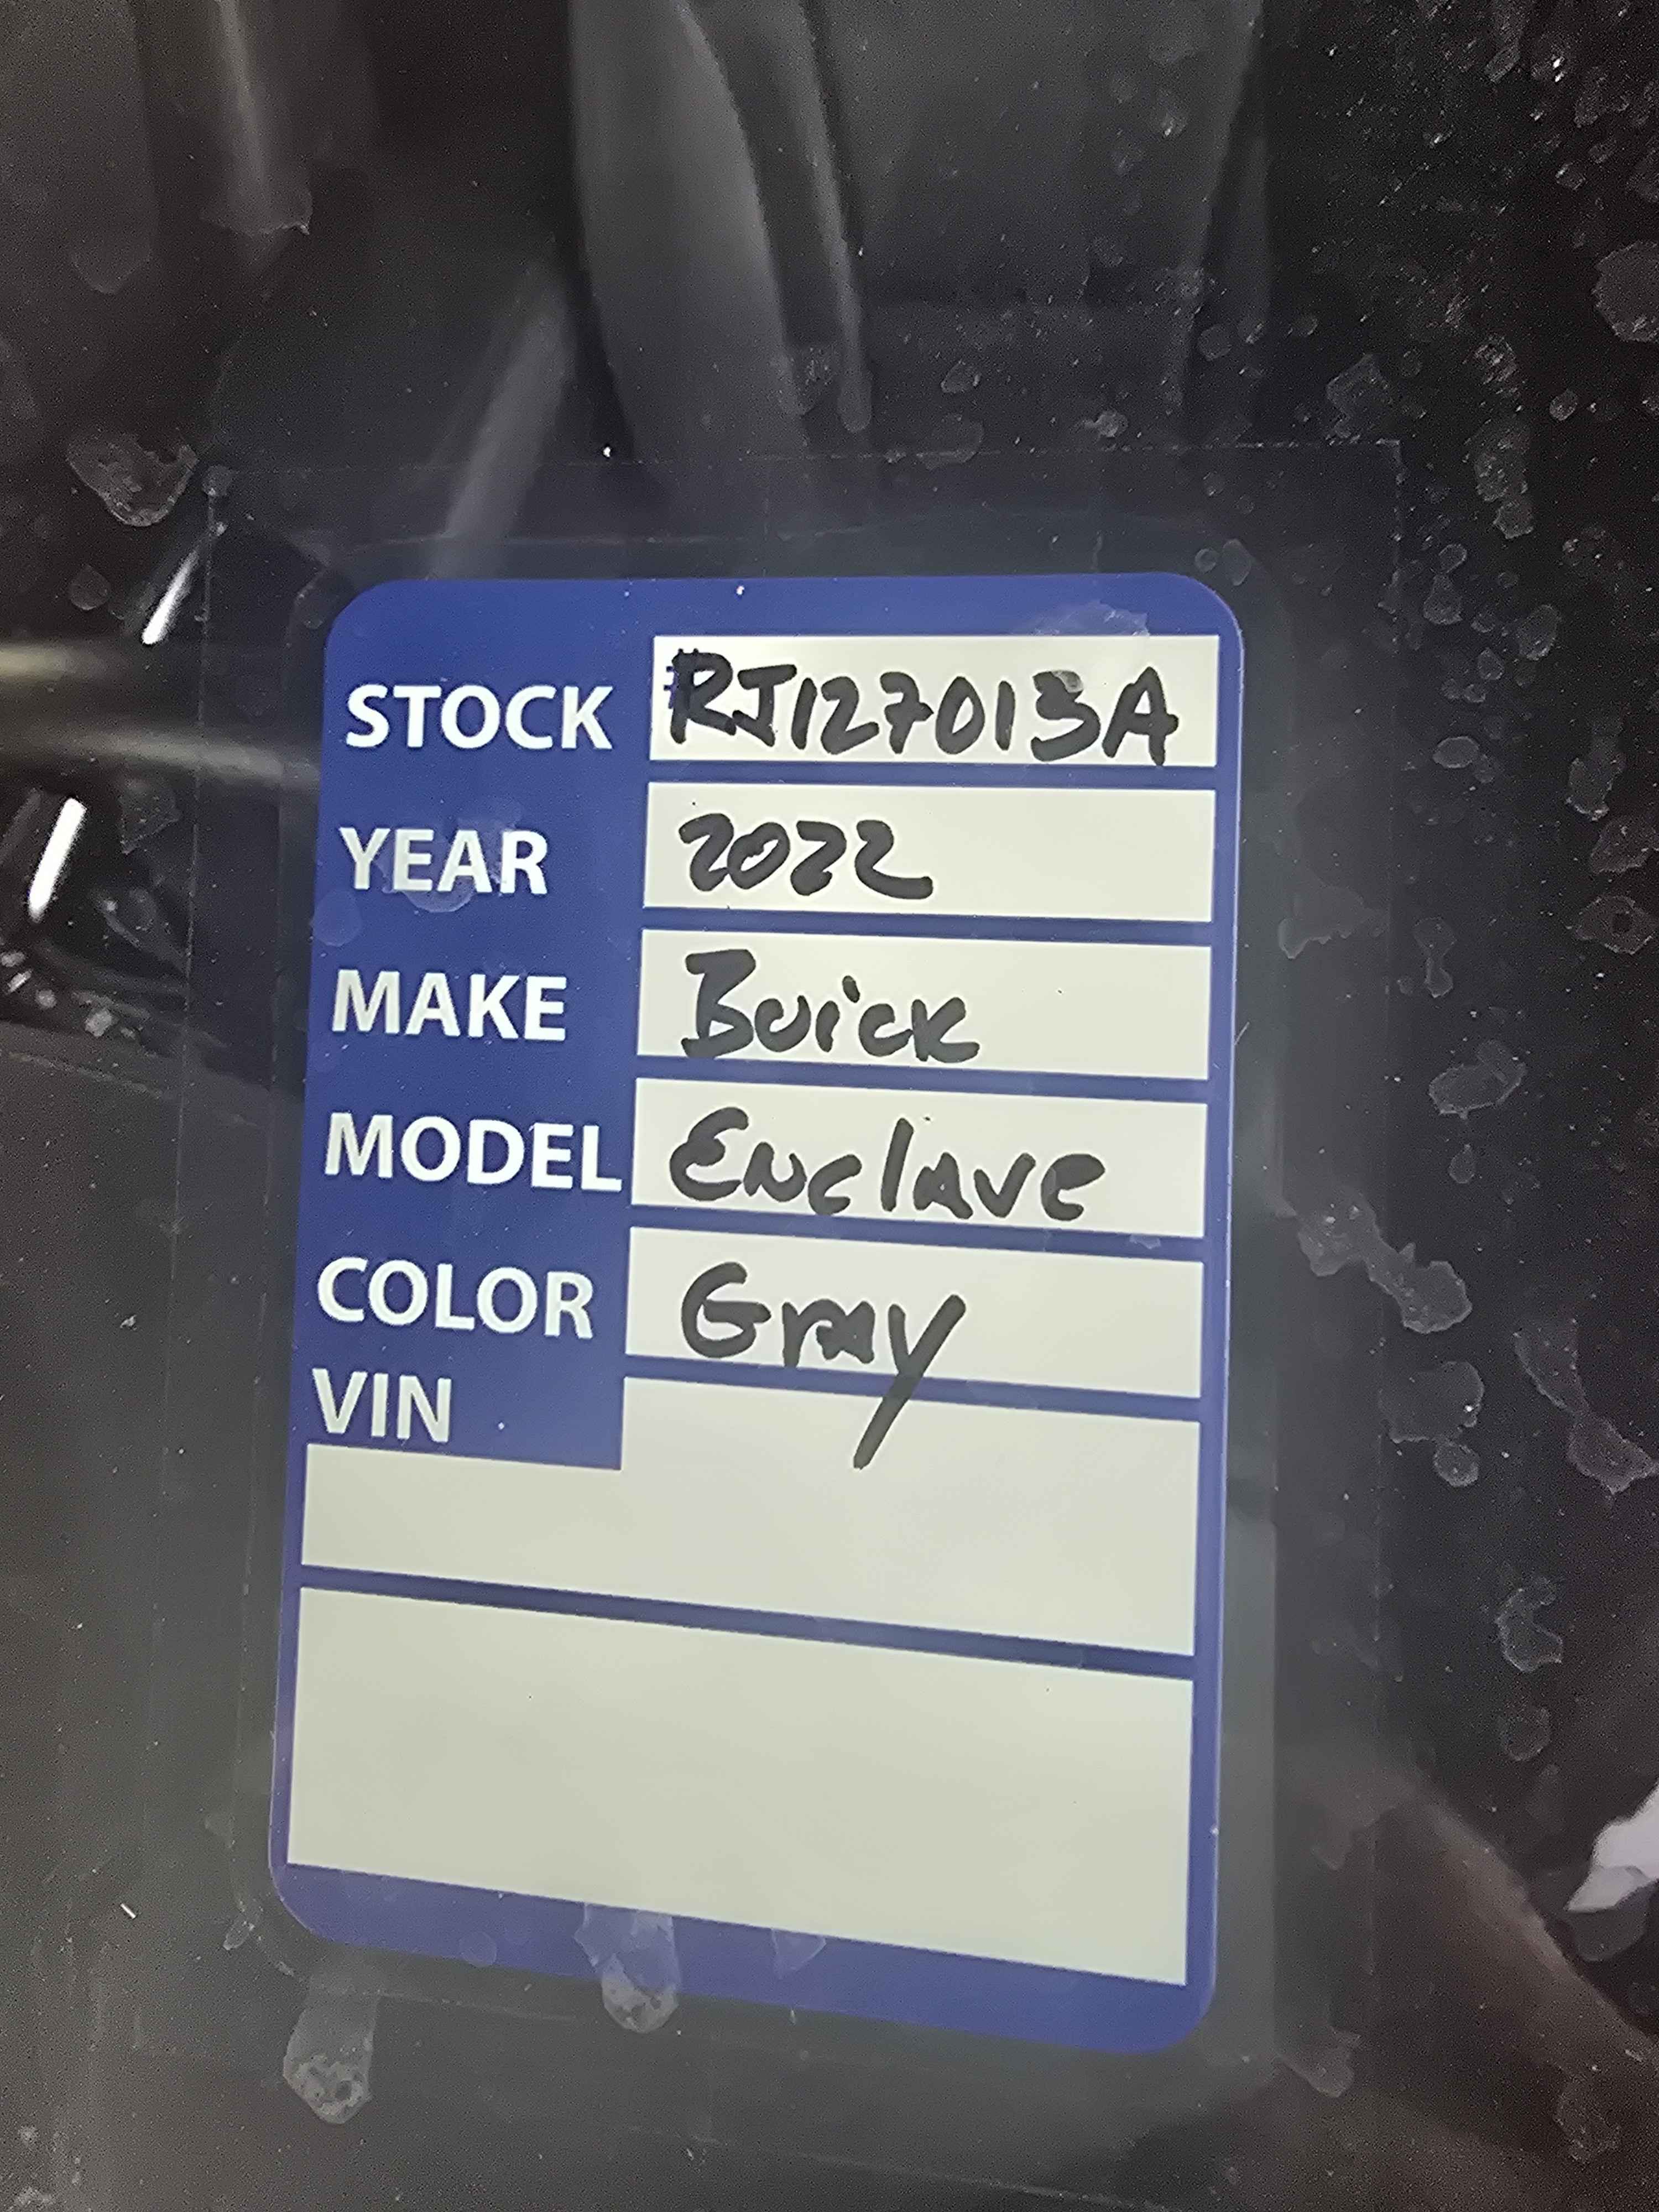 STOCK #RJ127013A
YEAR 2022
MAKE Buick
MODEL Enclave
COLOR Gray
VIN